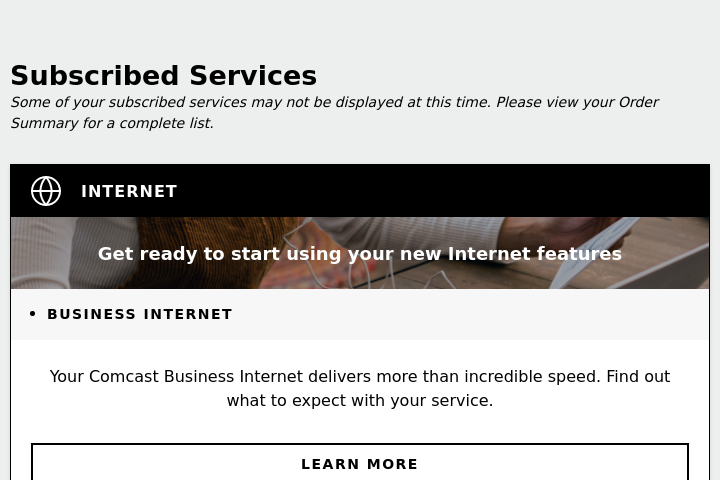 Subscribed Services
Some of your subscribed services may not be displayed at this time. Please view your Order
Summary for a complete list.
INTERNET
Get ready to start using your new Internet features
• BUSINESS INTERNET
Your Comcast Business Internet delivers more than incredible speed. Find out
what to expect with your service.
LEARN MORE